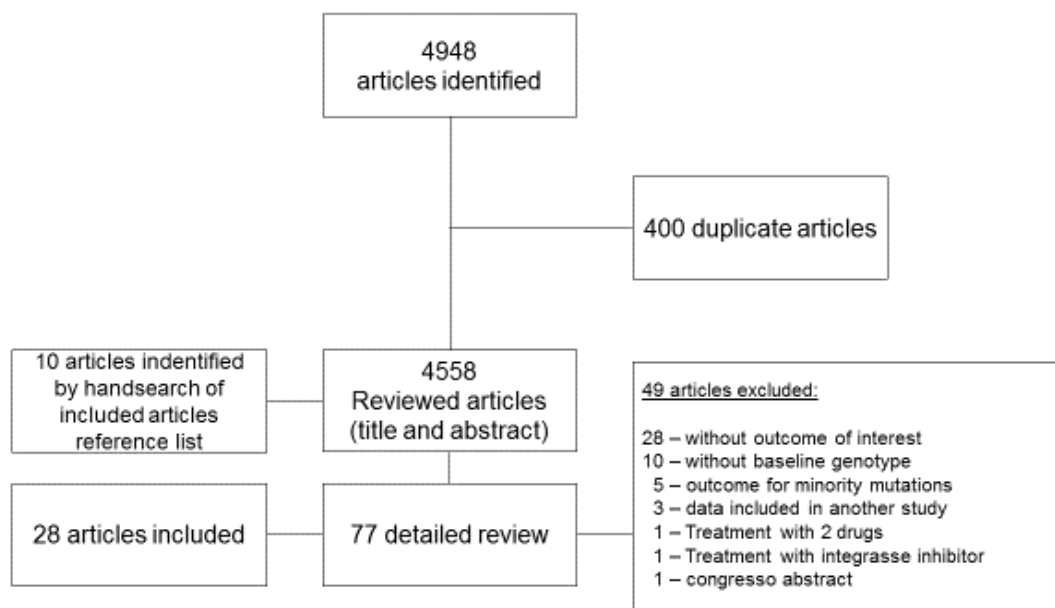 4948
articles identified
400 duplicate articles
10 articles indentified
by handsearch of
included articles
reference list
4558
Reviewed articles
(title and abstract)
49 articles excluded:
28 – without outcome of interest
10 – without baseline genotype
5 – outcome for minority mutations
3 – data included in another study
1 – Treatment with 2 drugs
1 – Treatment with integrasse inhibitor
1 – congresso abstract
28 articles included
77 detailed review